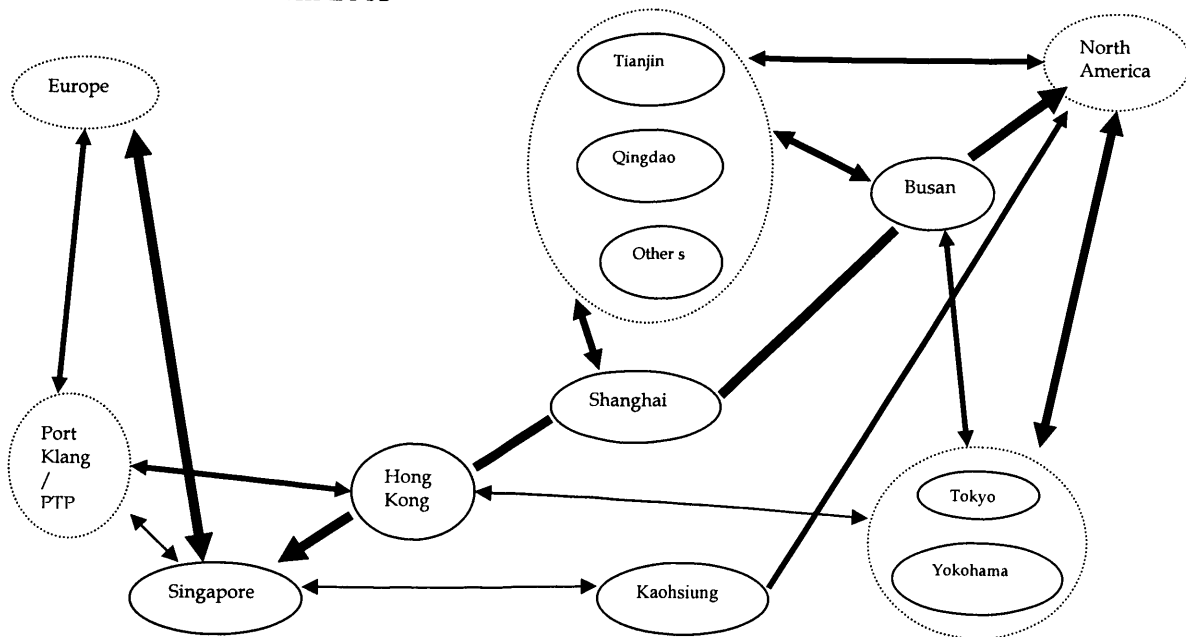 Tianjin
North
America
Europe
Qingdao
Busan
Other s
Shanghai
Port
Klang
/
PTP
Hong
Kong
Tokyo
Yokohama
Singapore
Kaohsiung